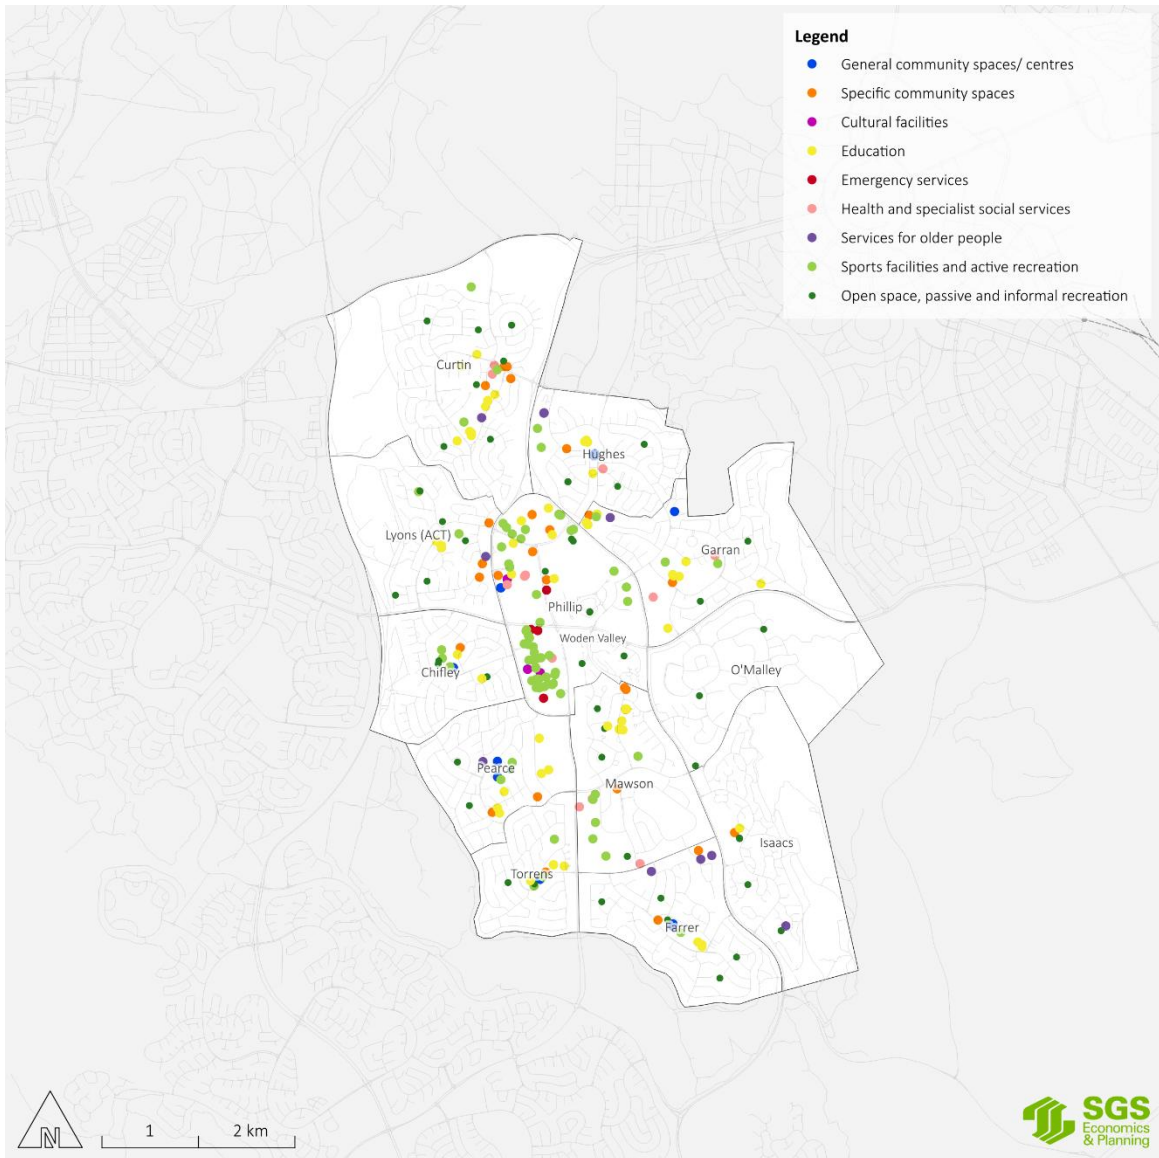 Legend
General community spaces/ centres
Specific community spaces
Cultural facilities
Education
Emergency services
Health and specialist social services
Services for older people
Sports facilities and active recreation
Open space, passive and informal recreation
Curtin
Hughes
Lyons (ACT)
Garran
Phillip
Woden Valley
O'Malley
Chifley
Pearce
Mawson
Isaacs
Torrens
Farrer
N
1 2 km
SGS
Economics
& Planning